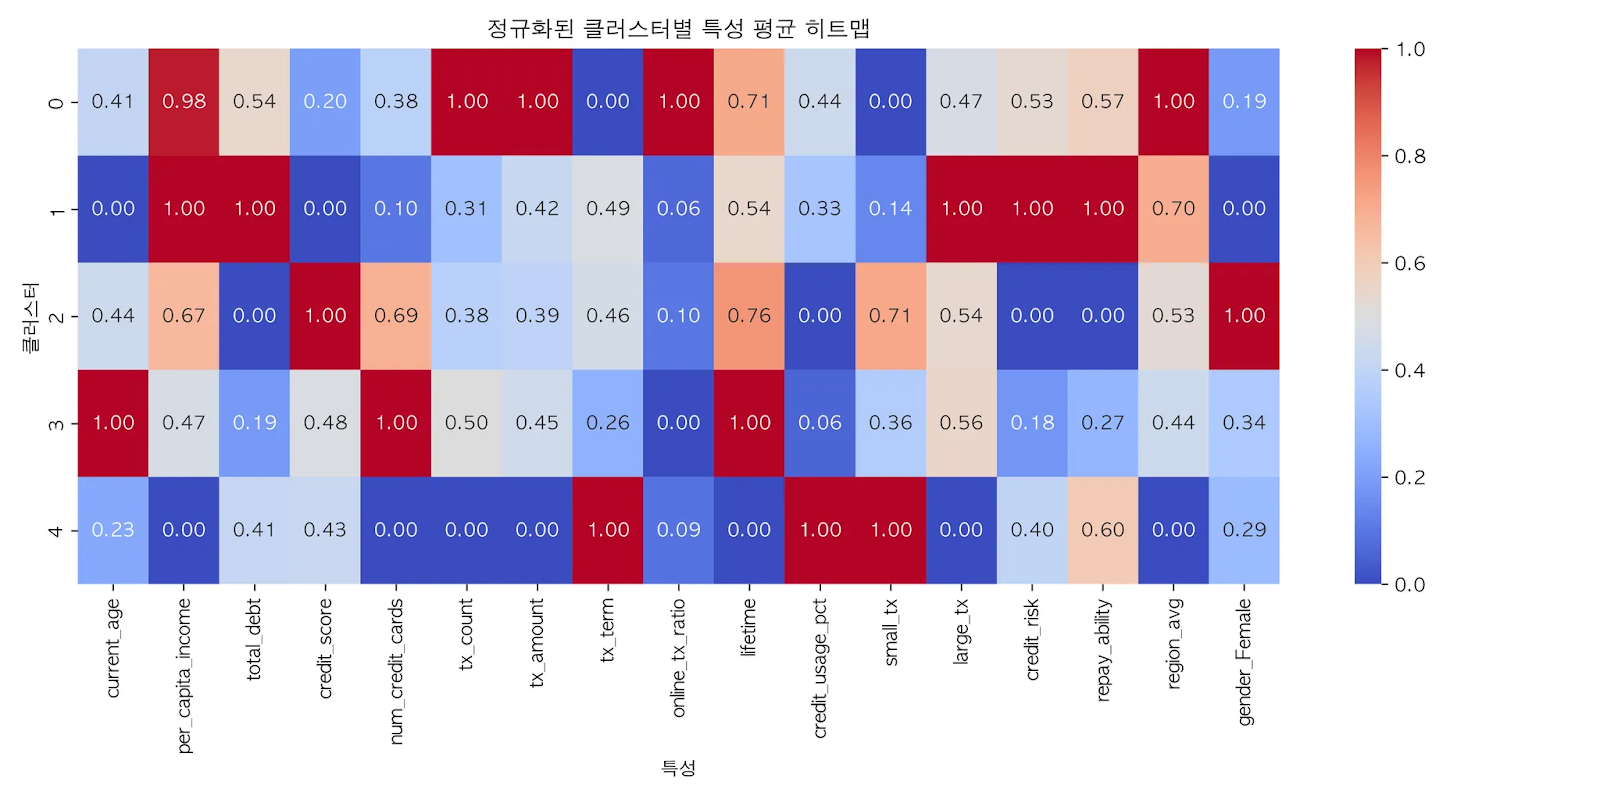 정규화된 클러스터별 특성 평균 히트맵
클러스터
0 0.41 0.98 0.54 0.20 0.38 1.00 1.00 0.00 1.00 0.71 0.44 0.00 0.47 0.53 0.57 1.00 0.19
1 0.00 1.00 1.00 0.00 0.10 0.31 0.42 0.49 0.06 0.54 0.33 0.14 1.00 1.00 1.00 0.70 0.00
2 0.44 0.67 0.00 1.00 0.69 0.38 0.39 0.46 0.10 0.76 0.00 0.71 0.54 0.00 0.00 0.53 1.00
3 1.00 0.47 0.19 0.48 1.00 0.50 0.45 0.26 0.00 1.00 0.06 0.36 0.56 0.18 0.27 0.44 0.34
4 0.23 0.00 0.41 0.43 0.00 0.00 0.00 1.00 0.09 0.00 1.00 1.00 0.00 0.40 0.60 0.00 0.29
current_age
per_capita_income
total_debt
credit_score
num_credit_cards
tx_count
tx_amount
tx_term
online_tx_ratio
lifetime
credit_usage_pct
small_tx
large_tx
credit_risk
repay_ability
region_avg
gender_Female
특성
1.0
0.8
0.6
0.4
0.2
0.0